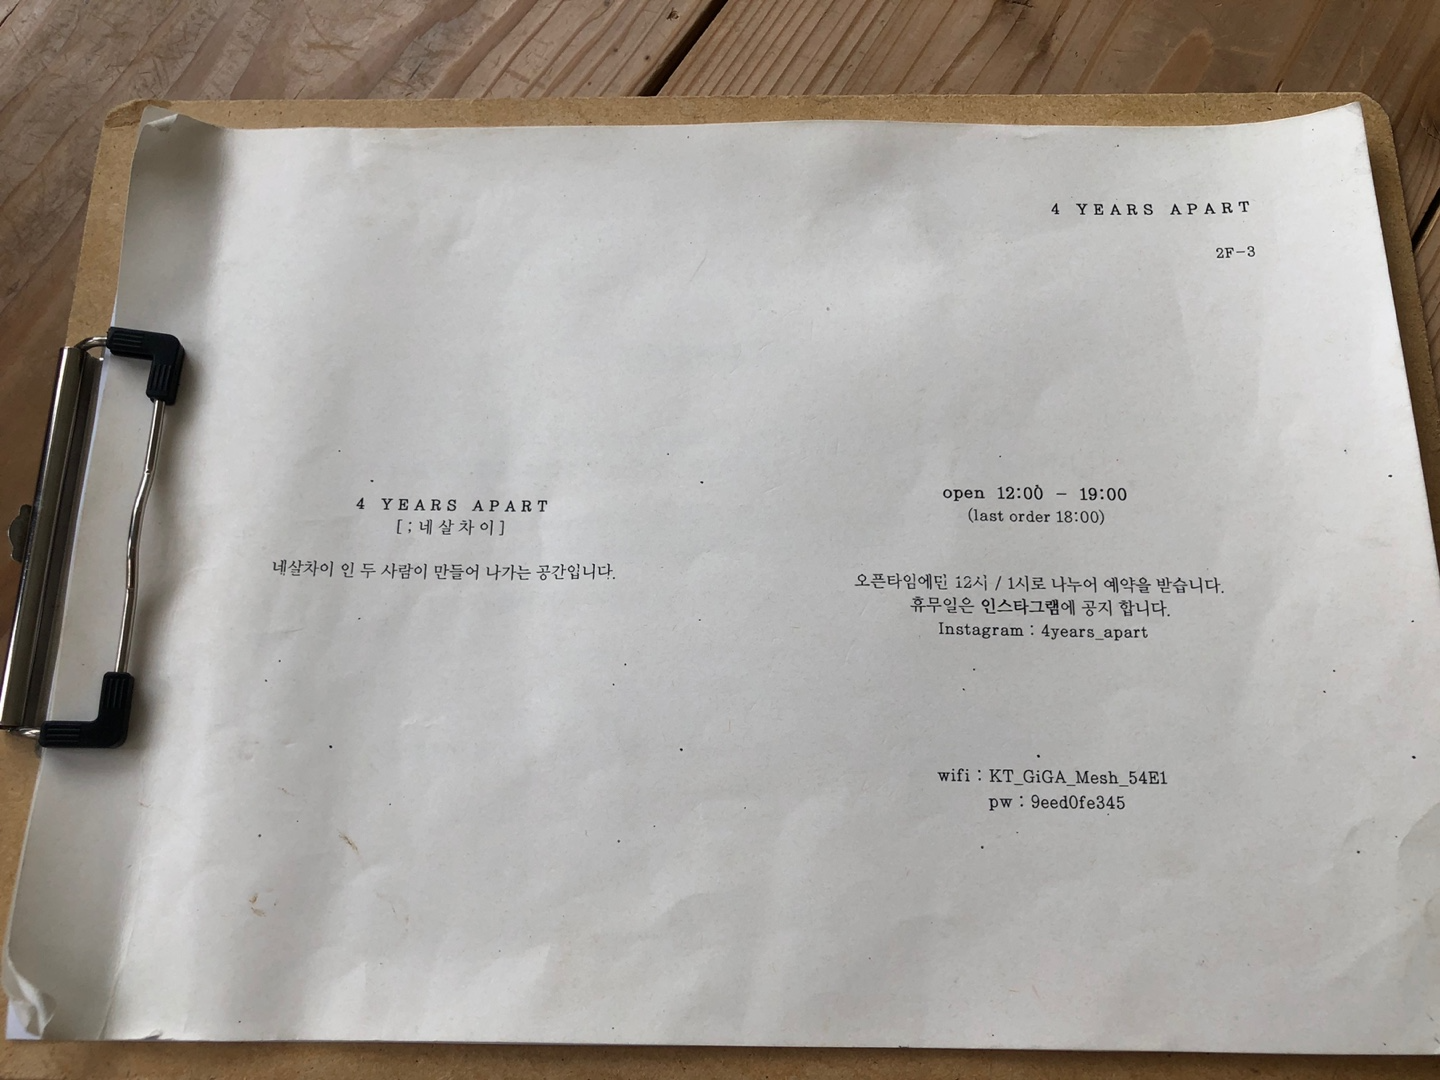 4 YEARS APART
2F-3
4 YEARS APART
[;네살차이]
네살차이 인 두 사람이 만들어 나가는 공간입니다.
open 12:00 - 19:00
(last order 18:00)
오픈타임에만 12시 / 1시로 나누어 예약을 받습니다.
휴무일은 인스타그램에 공지 합니다.
Instagram : 4years_apart
wifi : KT_GiGA_Mesh_54E1
pw : 9eed0fe345